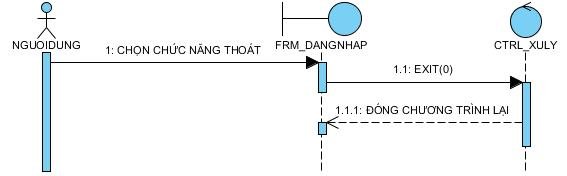 NGUOIDUNG
FRM_DANGNHAP
CTRL_XULY
1: CHỌN CHỨC NĂNG THOÁT
1.1: EXIT(0)
1.1.1: ĐÓNG CHƯƠNG TRÌNH LẠI